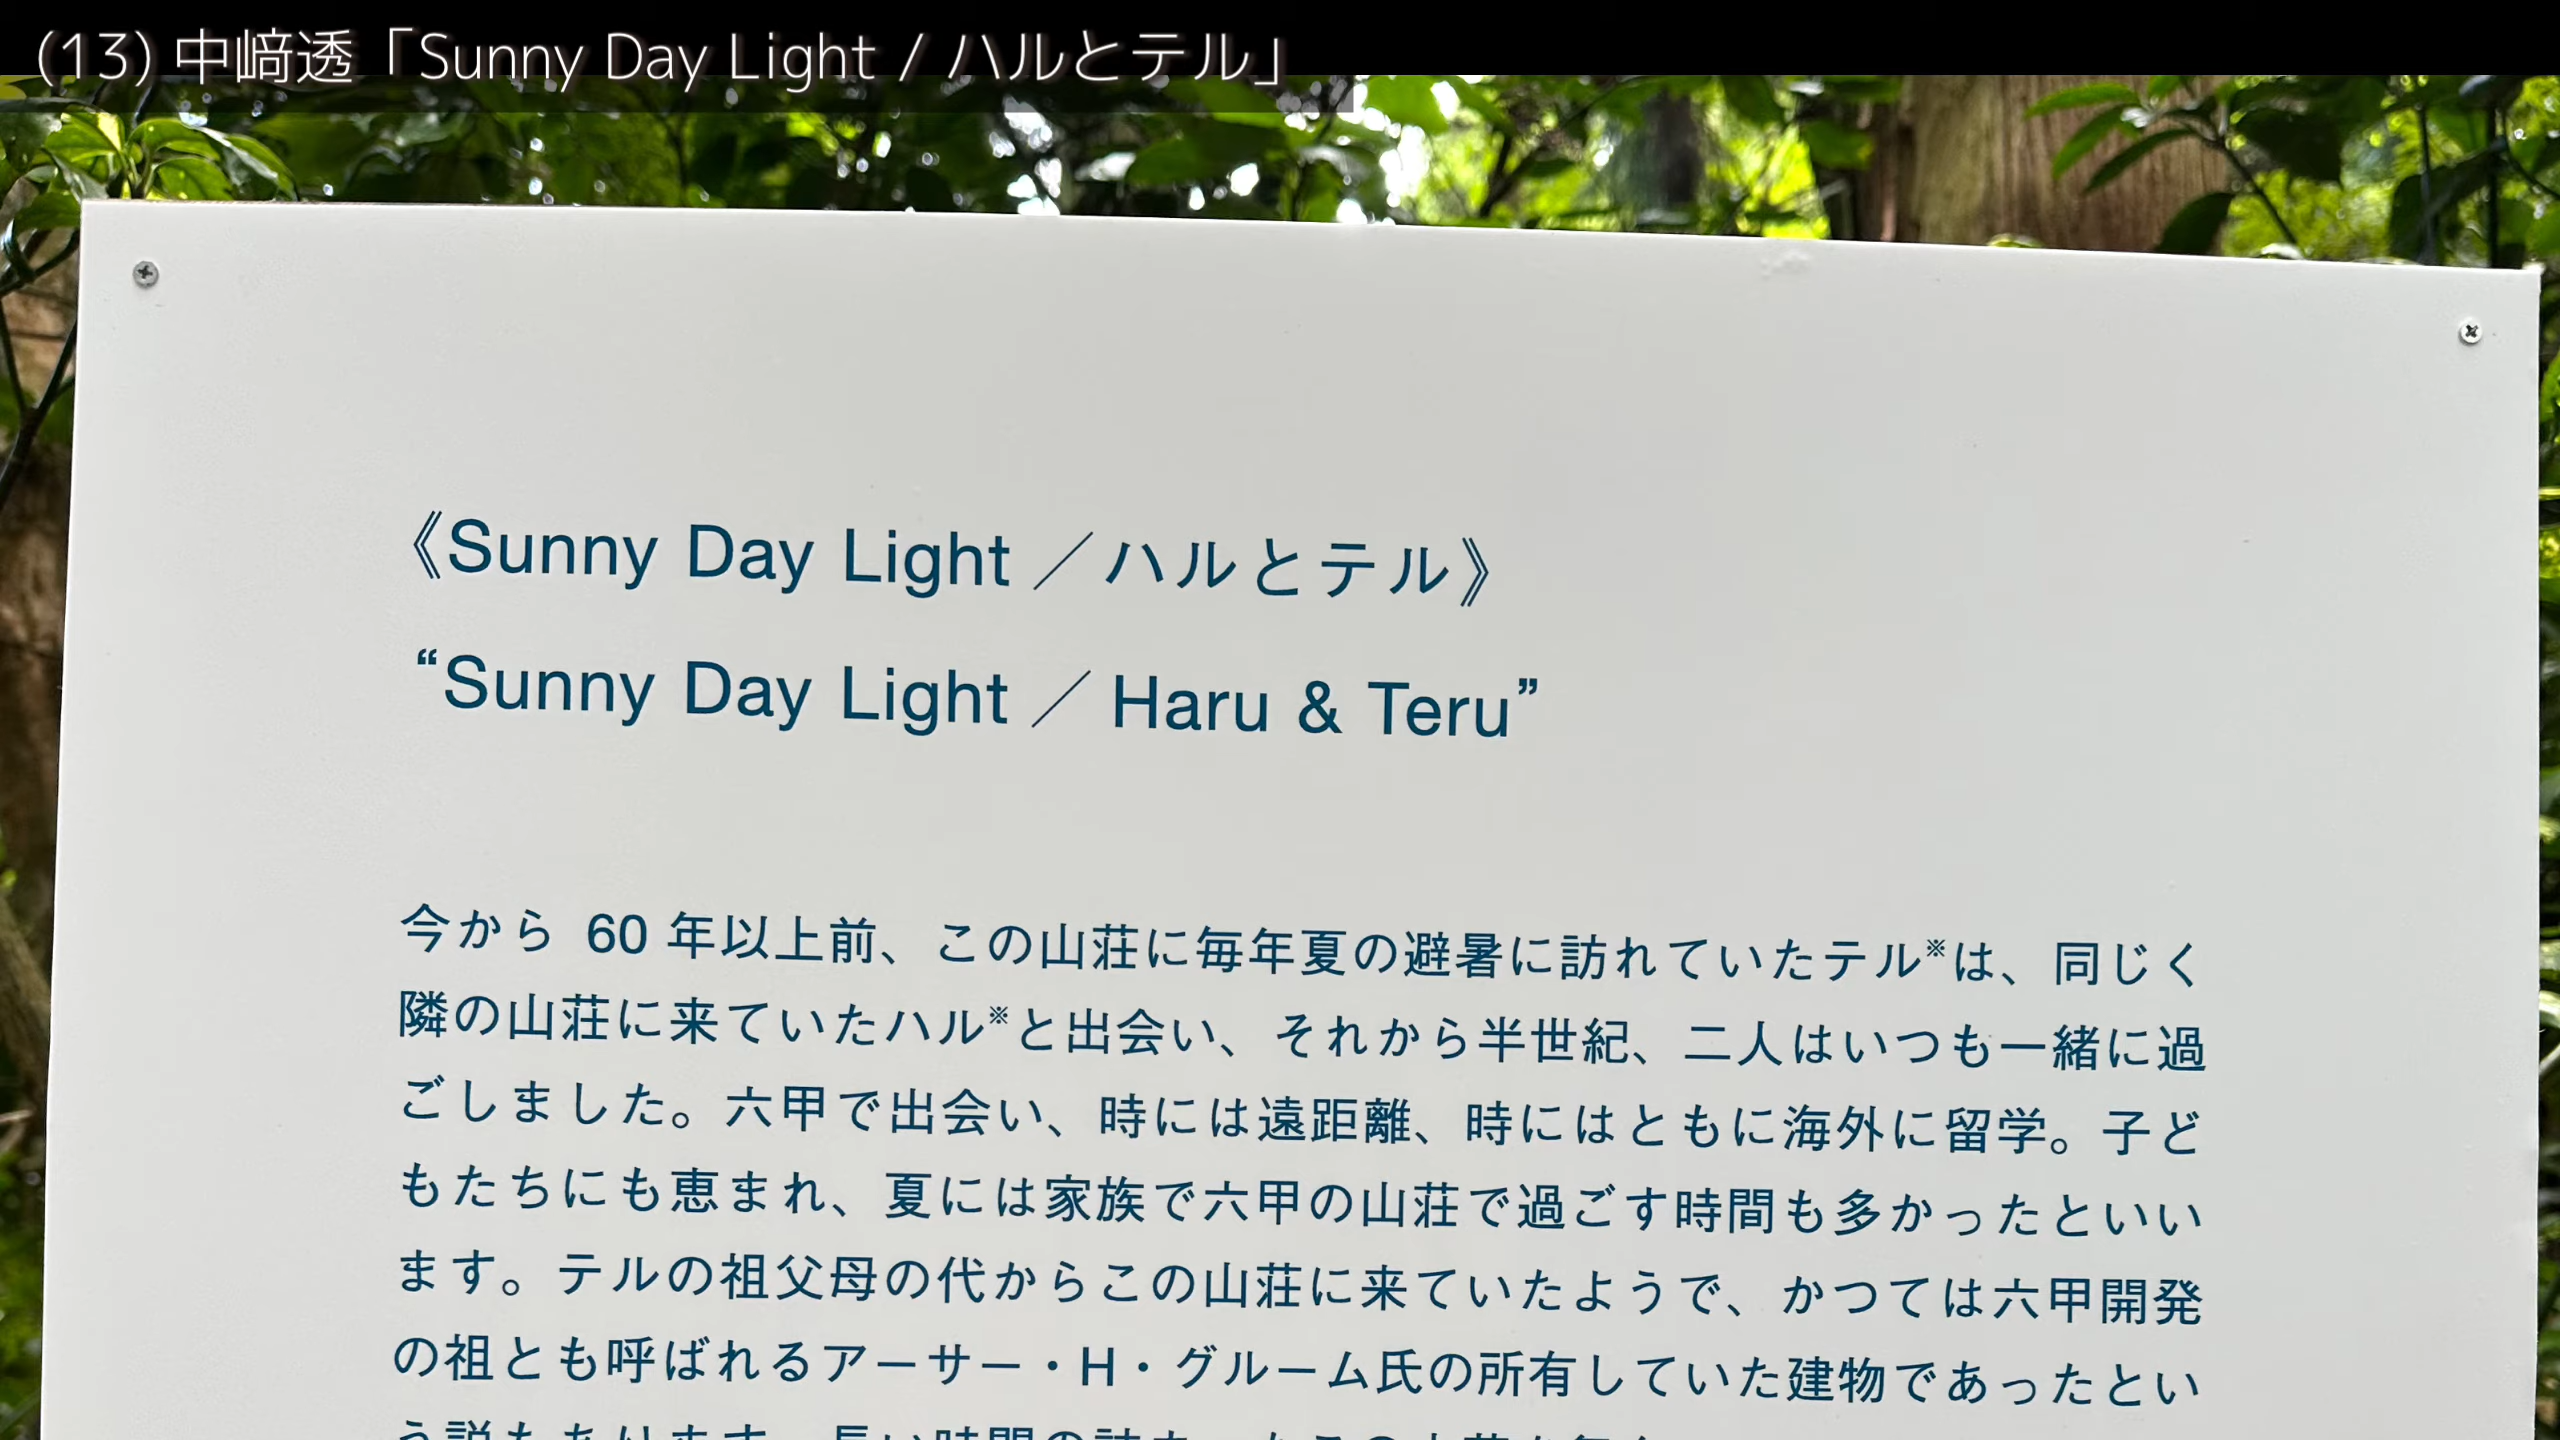 (13) 中﨑透「Sunny Day Light / ハルとテル」
《Sunny Day Light ／ハルとテル》
“Sunny Day Light ／ Haru & Teru”
今から 60 年以上前、この山荘に毎年夏の避暑に訪れていたテル※は、同じく
隣の山荘に来ていたハル※と出会い、それから半世紀、二人はいつも一緒に過
ごしました。六甲で出会い、時には遠距離、時にはともに海外に留学。子ど
もたちにも恵まれ、夏には家族で六甲の山荘で過ごす時間も多かったといい
ます。テルの祖父母の代からこの山荘に来ていたようで、かつては六甲開発
の祖とも呼ばれるアーサー・H・グルーム氏の所有していた建物であったとい